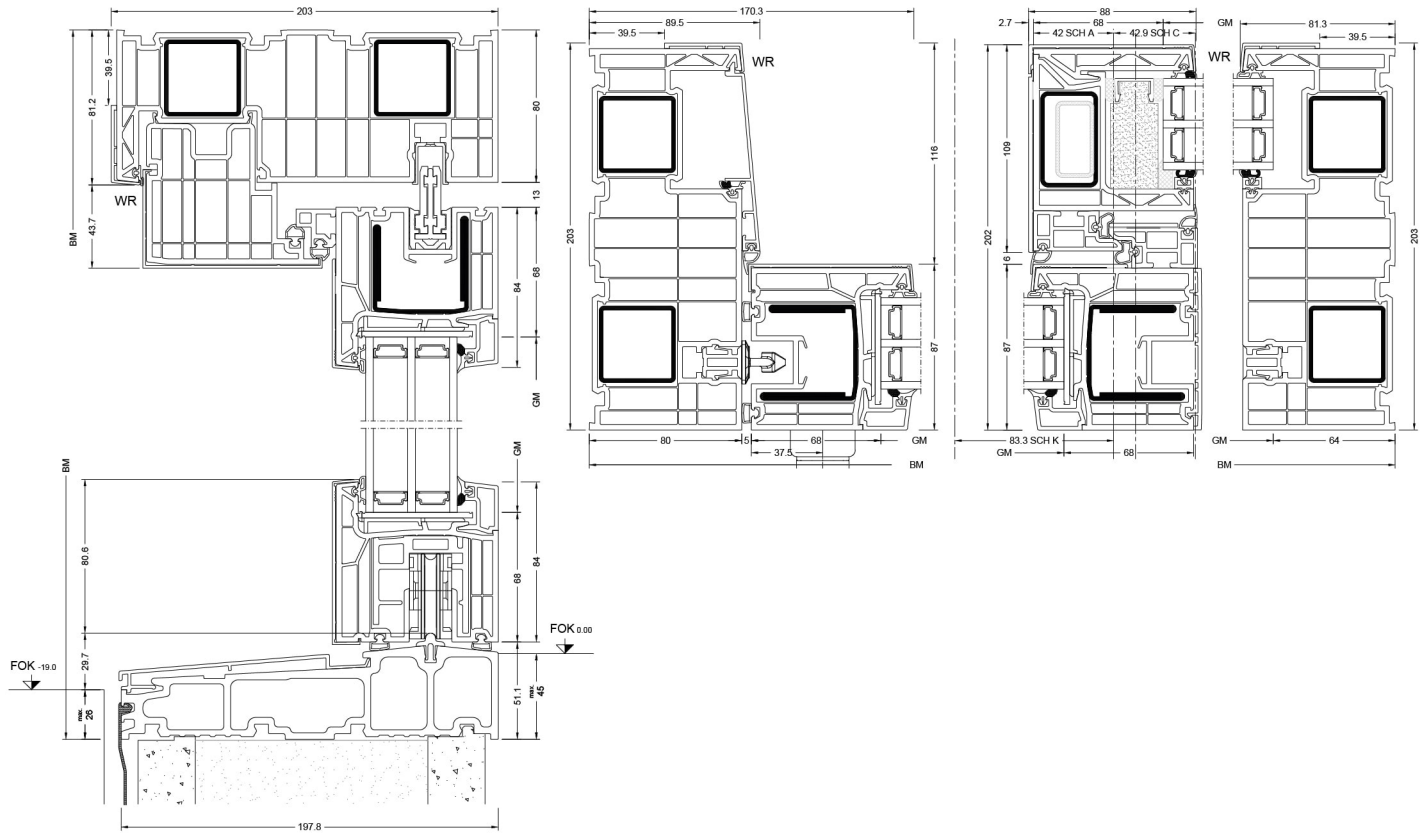 203
BM
81.2
39.5
WR
43.7
80
13
84
68
GM
BM
GM
80.6
84
68
29.7
FOK -19.0
FOK 0.00
max. 26
51.1
max. 45
197.8
170.3
89.5
39.5
WR
203
116
87
80
5
68
GM
37.5
BM
88
2.7
68
GM
42 SCH A
42.9 SCH C
109
202
6
87
83.3 SCH K
GM
68
81.3
39.5
WR
203
GM
64
BM